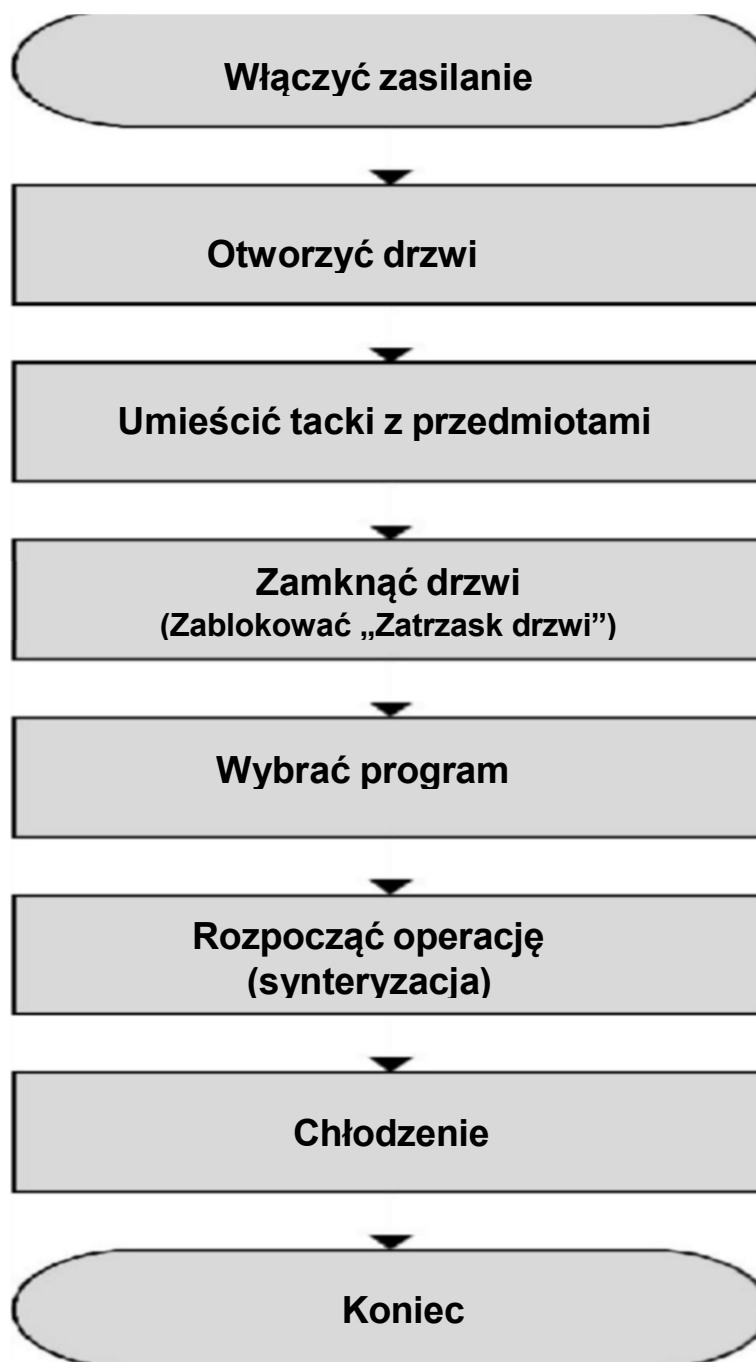 Włączyć zasilanie
Otworzyć drzwi
Umieścić tacki z przedmiotami
Zamknąć drzwi
(Zablokować „Zatrzask drzwi”)
Wybrać program
Rozpocząć operację
(synteryzacja)
Chłodzenie
Koniec